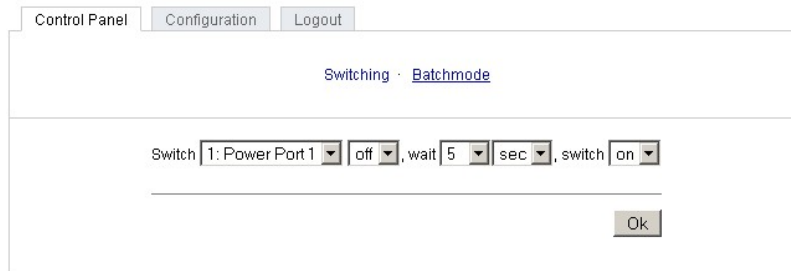 Control Panel Configuration Logout
Switching · Batchmode
Switch 1: Power Port 1 off , wait 5 sec , switch on
Ok